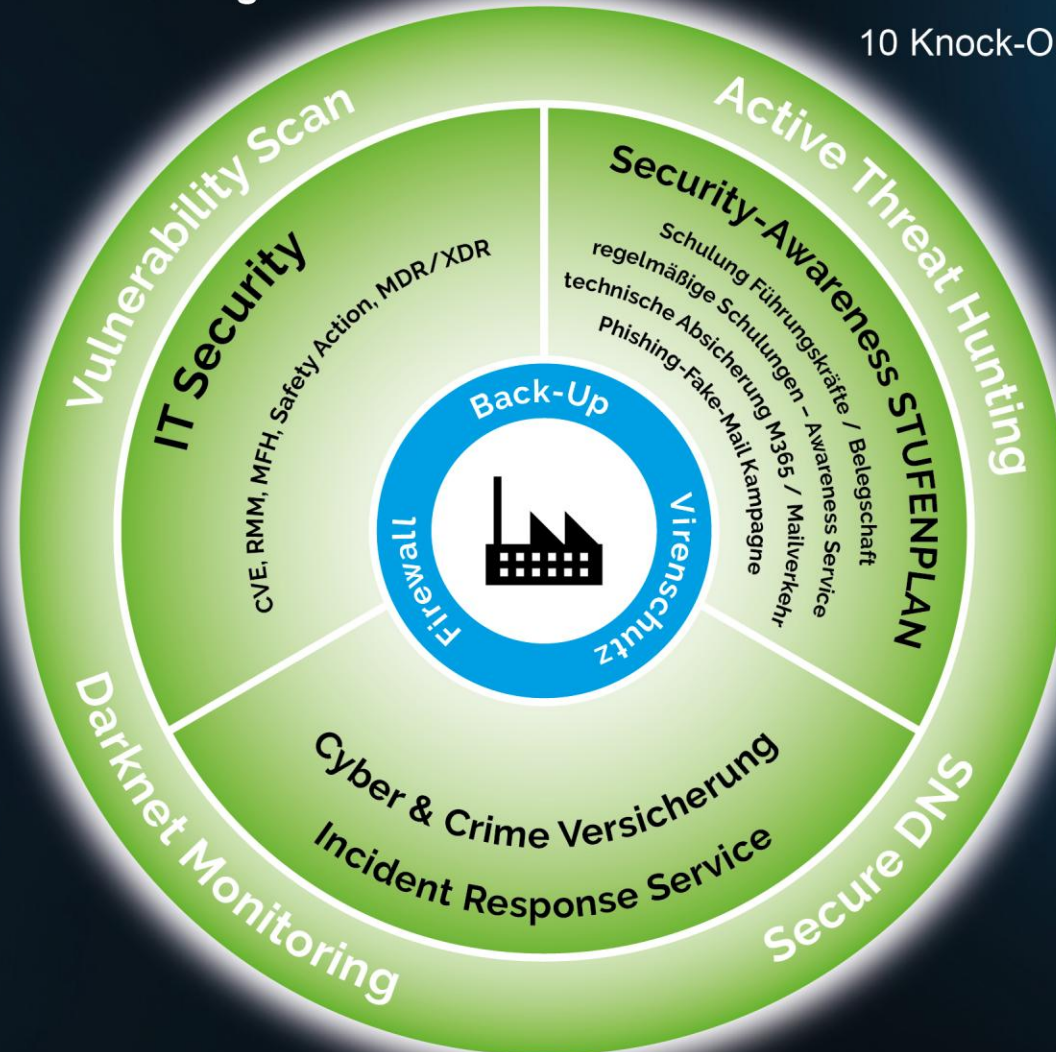 10 Knock-O
Vulnerability Scan
Active Threat Hunting
IT Security
CVE, RMM, MFH, Safety Action, MDR/XDR
Security-Awareness STUFENPLAN
Schulung Führungskräfte / Belegschaft
regelmäßige Schulungen – Awareness Service
technische Absicherung M365 / Mailverkehr
Phishing-Fake-Mail Kampagne
Back-Up
Firewall
Virenschutz
Cyber & Crime Versicherung
Incident Response Service
Darknet Monitoring
Secure DNS